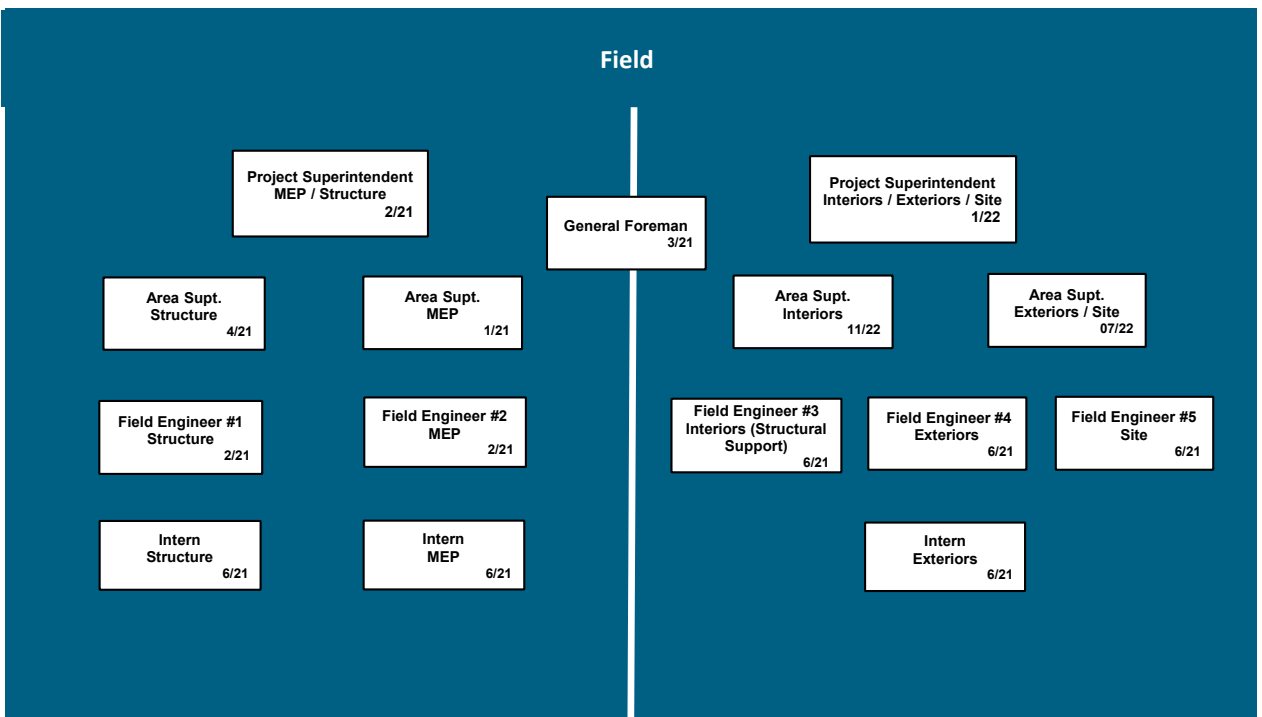 Field
Project Superintendent
MEP / Structure
2/21
General Foreman
3/21
Project Superintendent
Interiors / Exteriors / Site
1/22
Area Supt.
Structure
4/21
Area Supt.
MEP
1/21
Area Supt.
Interiors
11/22
Area Supt.
Exteriors / Site
07/22
Field Engineer #1
Structure
2/21
Field Engineer #2
MEP
2/21
Field Engineer #3
Interiors (Structural
Support)
6/21
Field Engineer #4
Exteriors
6/21
Field Engineer #5
Site
6/21
Intern
Structure
6/21
Intern
MEP
6/21
Intern
Exteriors
6/21